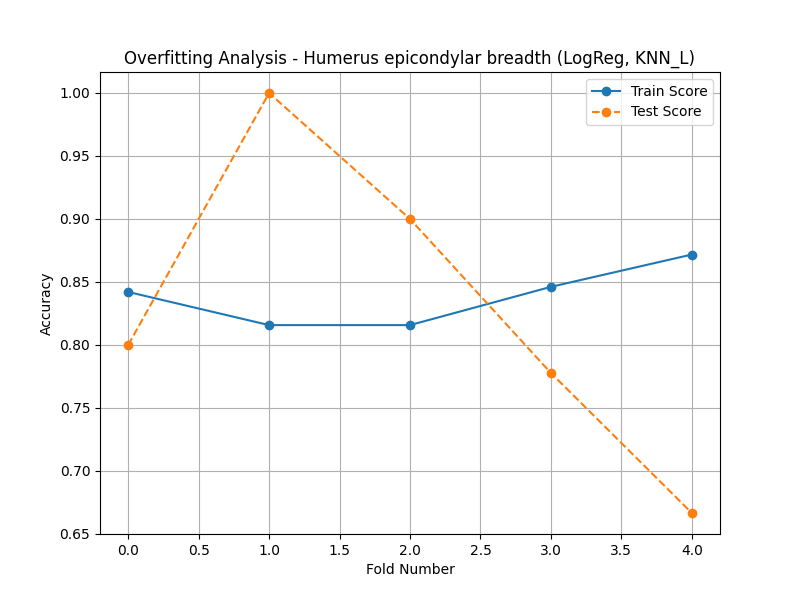 Overfitting Analysis - Humerus epicondylar breadth (LogReg, KNN_L)
Train Score
Test Score
1.00
0.95
0.90
0.85
0.80
0.75
0.70
0.65
Accuracy
0.0 0.5 1.0 1.5 2.0 2.5 3.0 3.5 4.0
Fold Number